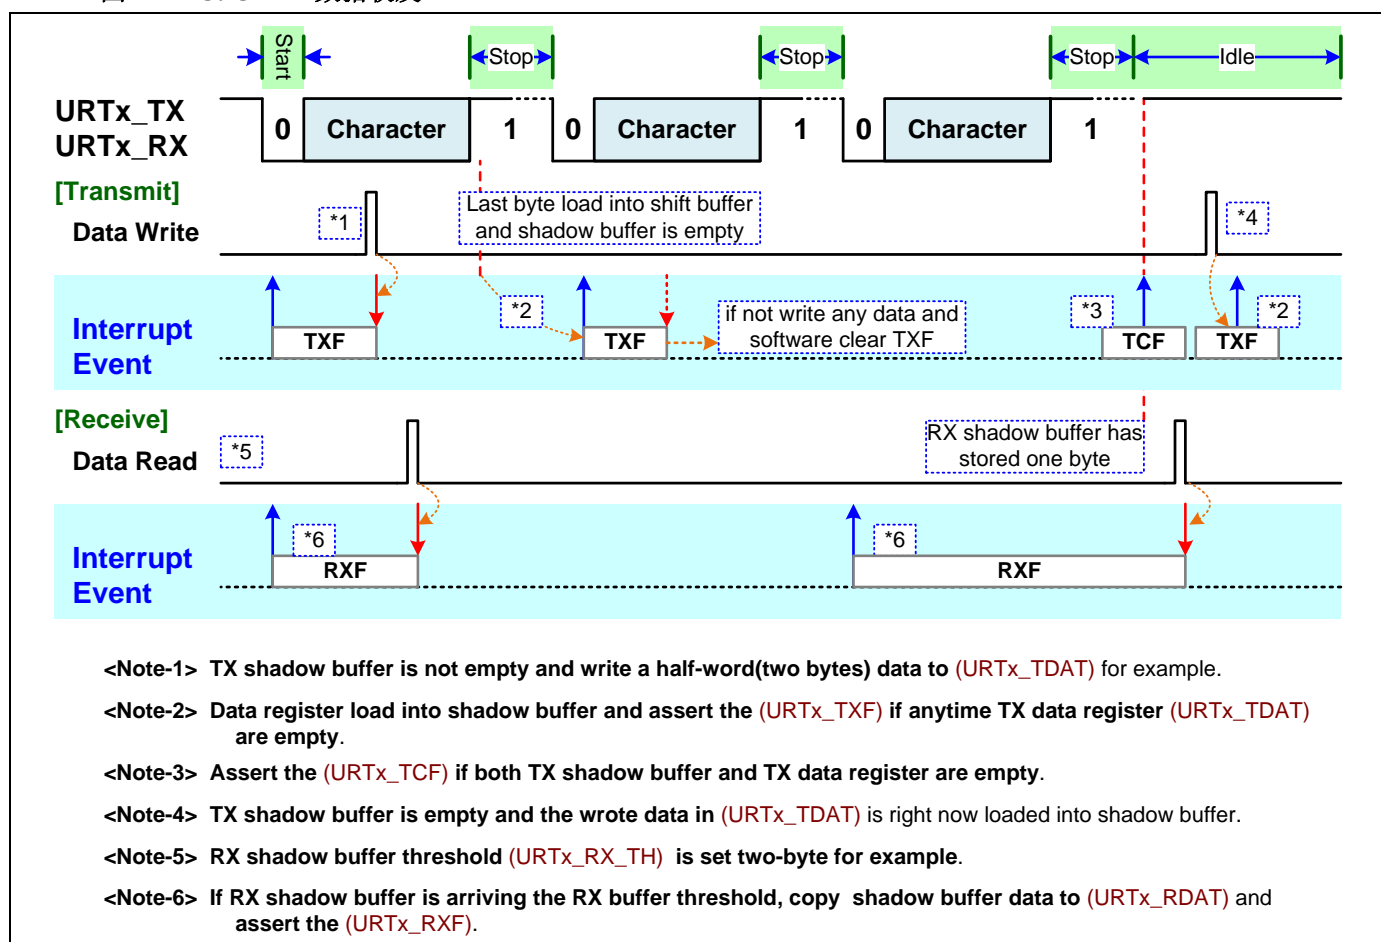 Start
Stop
Stop
Stop
Idle
URTx_TX
URTx_RX
0
Character
1
0
Character
1
0
Character
1
[Transmit]
Data Write
*1
Last byte load into shift buffer
and shadow buffer is empty
*4
Interrupt
Event
TXF
*2
TXF
if not write any data and
software clear TXF
*3
TCF
TXF
*2
[Receive]
Data Read
*5
RX shadow buffer has
stored one byte
Interrupt
Event
*6
RXF
*6
RXF
<Note-1> TX shadow buffer is not empty and write a half-word(two bytes) data to (URTx_TDAT) for example.
<Note-2> Data register load into shadow buffer and assert the (URTx_TXF) if anytime TX data register (URTx_TDAT)
are empty.
<Note-3> Assert the (URTx_TCF) if both TX shadow buffer and TX data register are empty.
<Note-4> TX shadow buffer is empty and the wrote data in (URTx_TDAT) is right now loaded into shadow buffer.
<Note-5> RX shadow buffer threshold (URTx_RX_TH) is set two-byte for example.
<Note-6> If RX shadow buffer is arriving the RX buffer threshold, copy shadow buffer data to (URTx_RDAT) and
assert the (URTx_RXF).